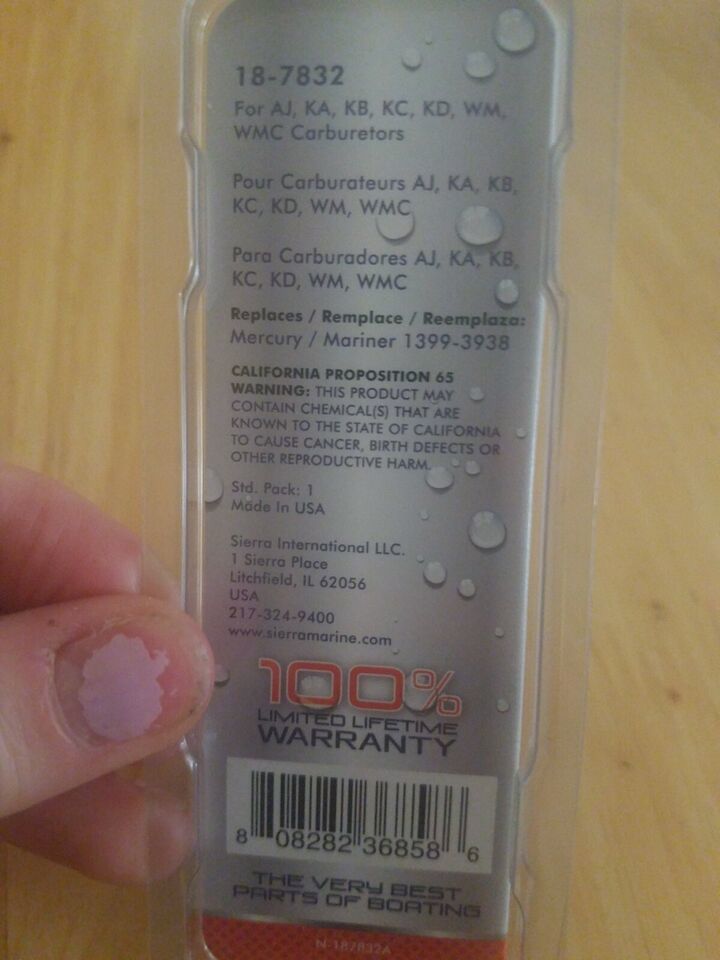 18-7832
For AJ, KA, KB, KC, KD, WM,
WMC Carburetors
Pour Carburateurs AJ, KA, KB,
KC, KD, WM, WMC
Para Carburadores AJ, KA, KB,
KC, KD, WM, WMC
Replaces / Remplace / Reemplaza:
Mercury / Mariner 1399-3938
CALIFORNIA PROPOSITION 65
WARNING: THIS PRODUCT MAY
CONTAIN CHEMICAL(S) THAT ARE
KNOWN TO THE STATE OF CALIFORNIA
TO CAUSE CANCER, BIRTH DEFECTS OR
OTHER REPRODUCTIVE HARM.
Std. Pack: 1
Made In USA
Sierra International LLC.
1 Sierra Place
Litchfield, IL 62056
USA
217-324-9400
www.sierramarine.com
100%
LIMITED LIFETIME
WARRANTY
8 08282 36858 6
THE VERY BEST
PARTS OF BOATING
N-187832A